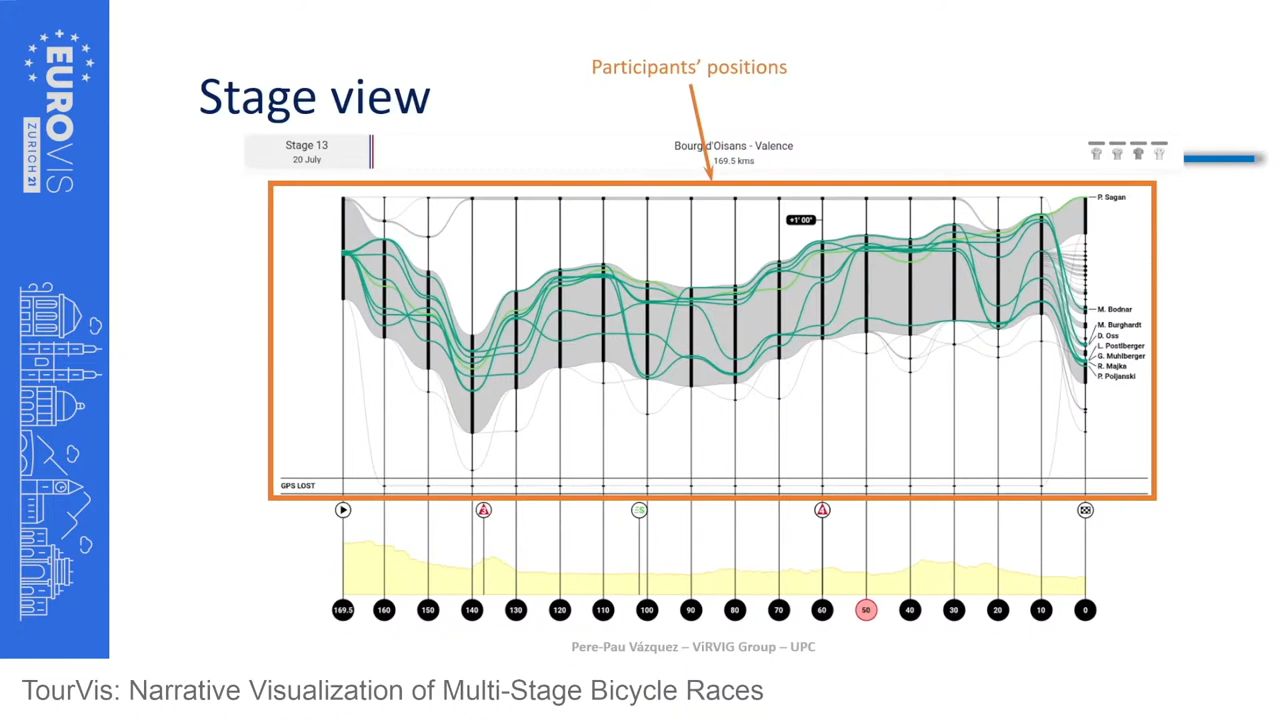 EUROVIS
ZURICH 21
Participants' positions
Stage view
Stage 13
20 July
Bourg d'Oisans - Valence
169.5 kms
+1' 00"
P. Sagan
M. Bodnar
M. Burghardt
D. Oss
L. Postlberger
G. Muhlberger
R. Majka
P. Poljanski
GPS LOST
3
S
4
169.5 160 150 140 130 120 110 100 90 80 70 60 50 40 30 20 10 0
Pere-Pau Vázquez – ViRVIG Group – UPC
TourVis: Narrative Visualization of Multi-Stage Bicycle Races